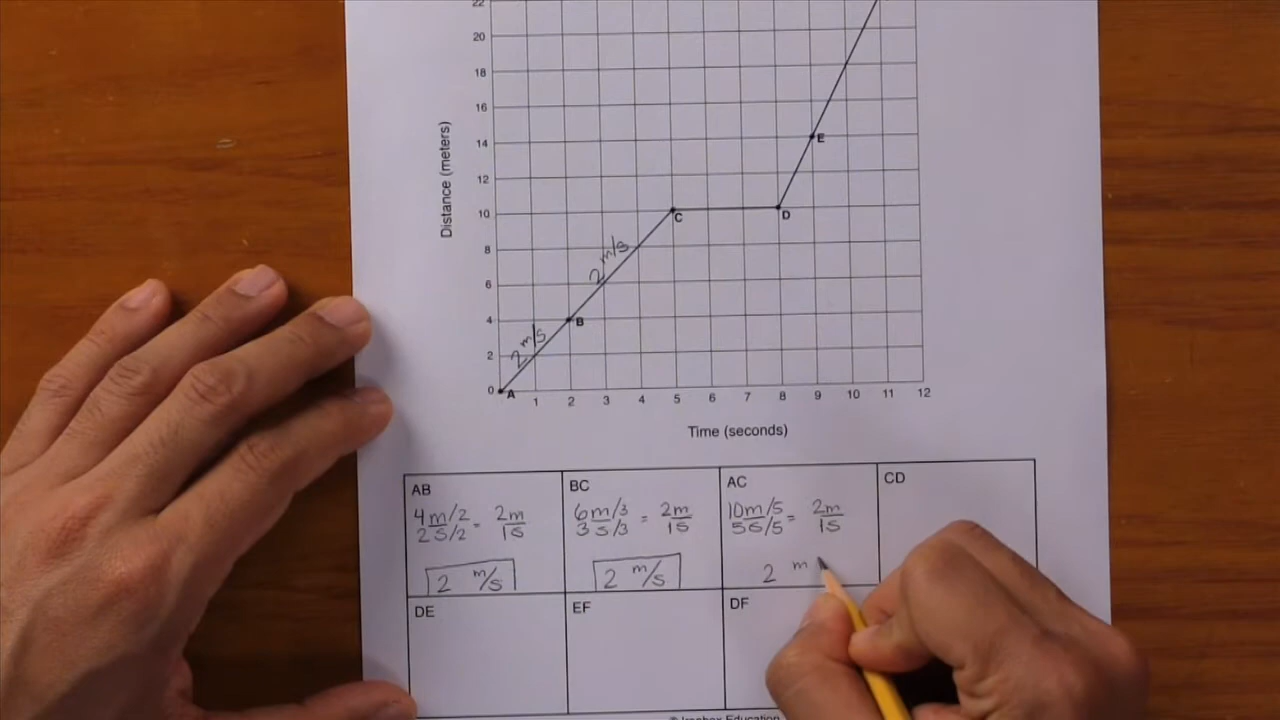 22
20
18
16
14
12
10
8
6
4
2
0
Distance (meters)
E
C
D
2 m/s
B
2 m/s
A
1 2 3 4 5 6 7 8 9 10 11 12
Time (seconds)
AB
4m/2 = 2m
2s/2 1s
2 m/s
BC
6m/3 = 2m
3s/3 1s
2 m/s
AC
10m/5 = 2m
5s/5 1s
2 m
CD
DE
EF
DF
Education